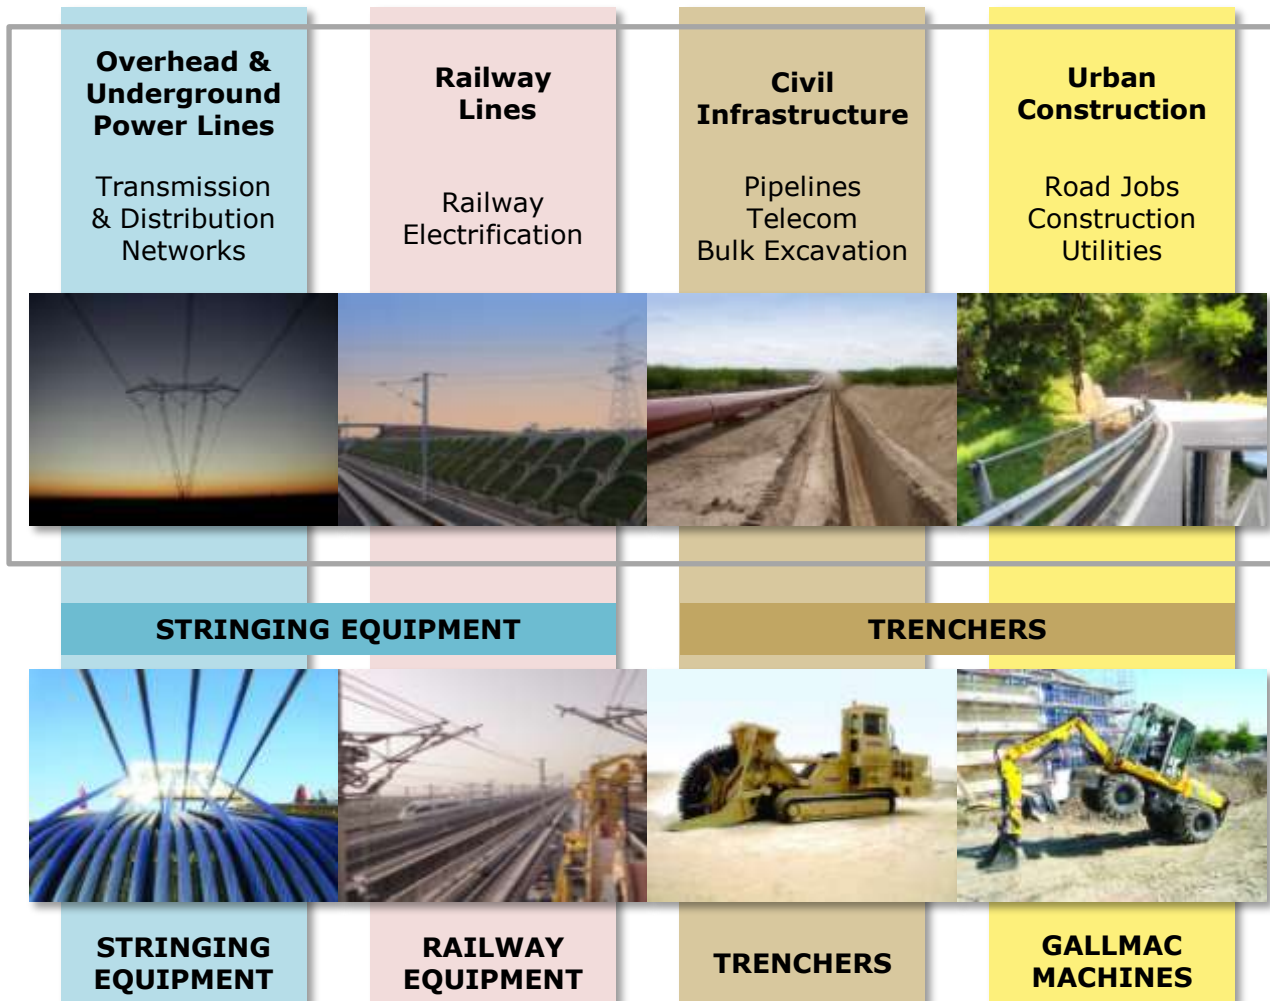 Overhead &
Underground
Power Lines
Transmission
& Distribution
Networks
Railway
Lines
Railway
Electrification
Civil
Infrastructure
Pipelines
Telecom
Bulk Excavation
Urban
Construction
Road Jobs
Construction
Utilities
STRINGING EQUIPMENT
TRENCHERS
STRINGING
EQUIPMENT
RAILWAY
EQUIPMENT
TRENCHERS
GALLMAC
MACHINES